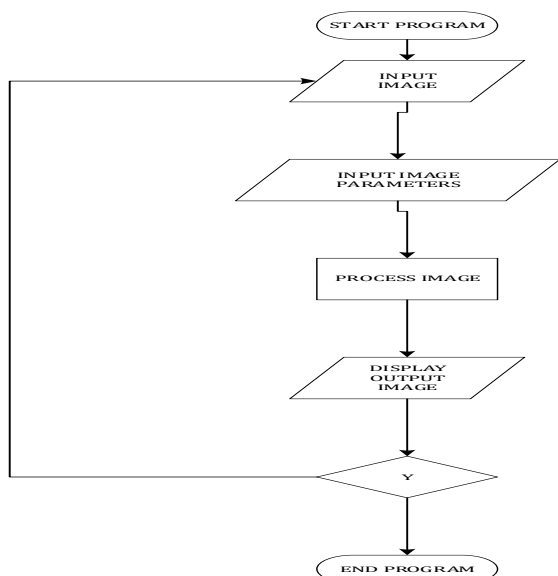 START PROGRAM
INPUT
IMAGE
INPUT IMAGE
PARAMETERS
PROCESS IMAGE
DISPLAY
OUTPUT
IMAGE
Y
END PROGRAM